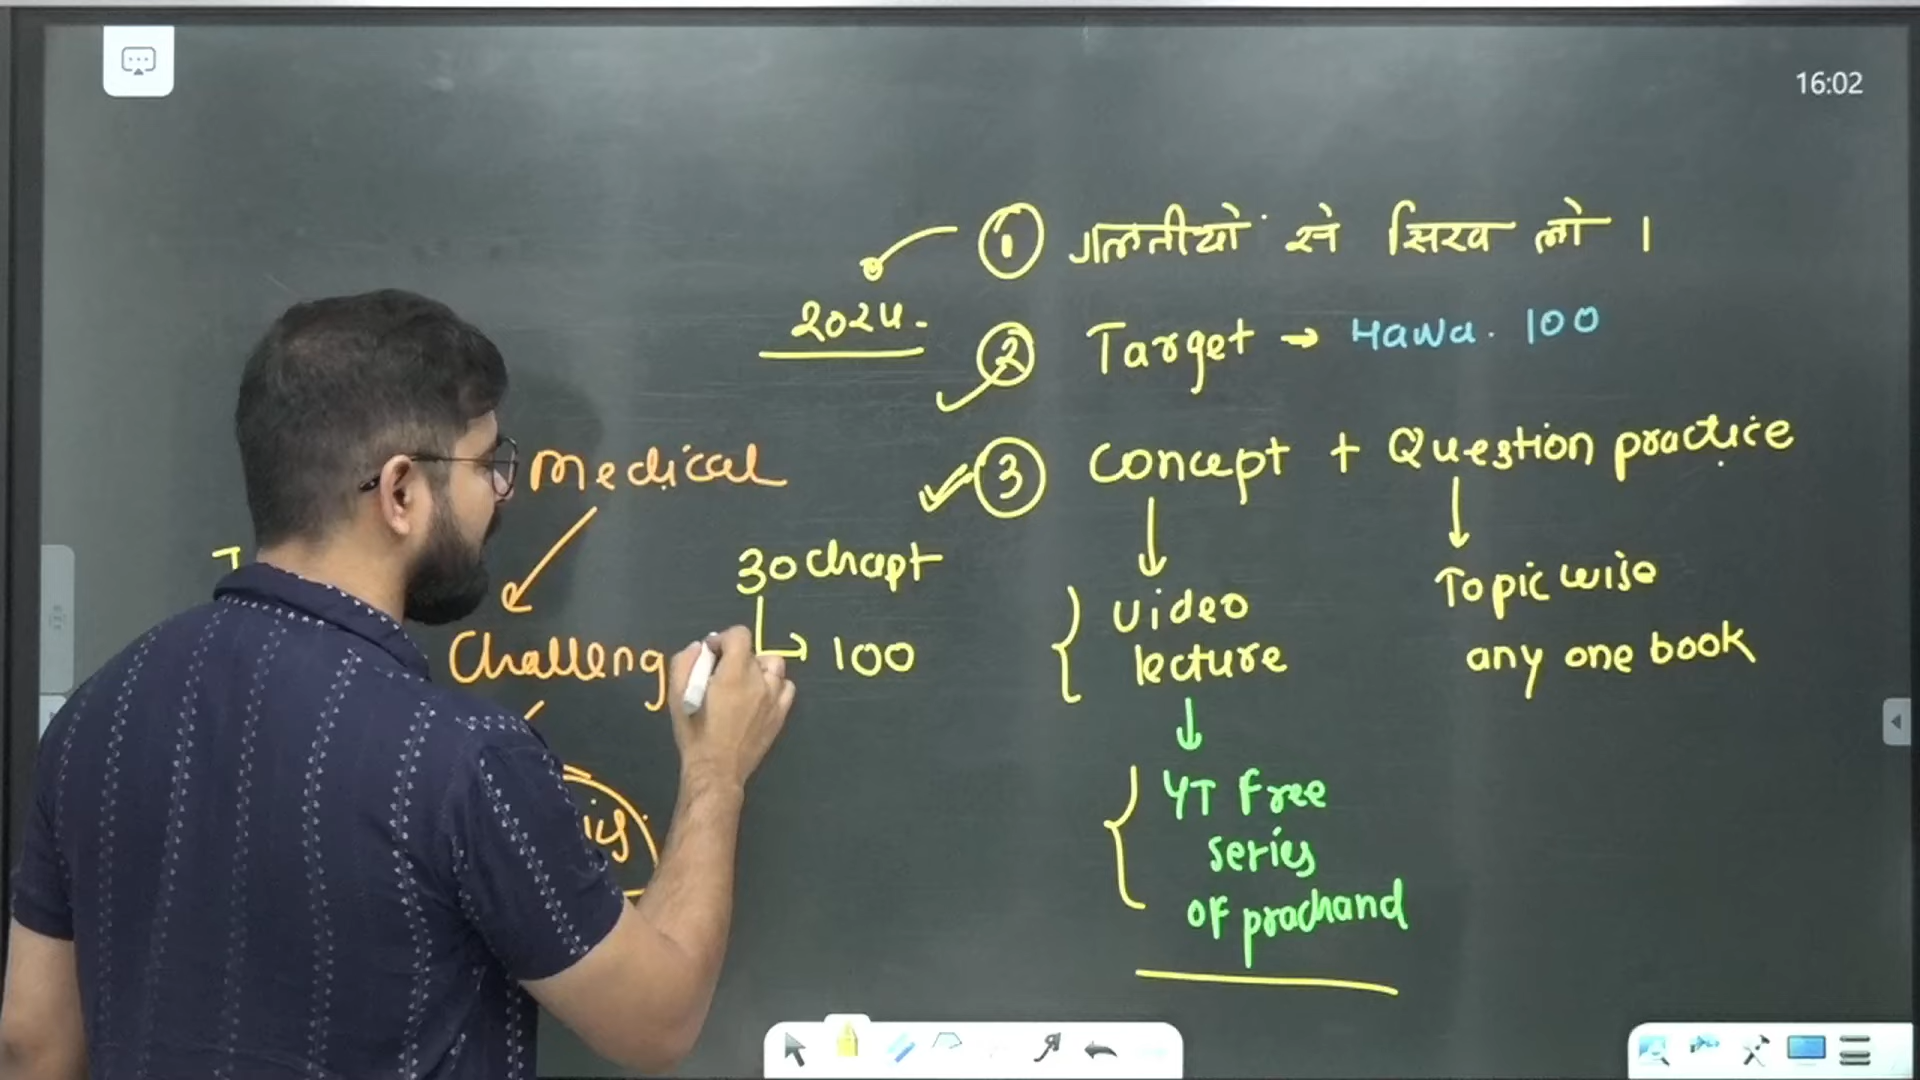 16:02
① गलतीयों से सिख लो ।
2024.
② Target → Hawa. 100
③ Concept + Question practice
Medical
30 chapt
Video
lecture
Topic wise
any one book
Challeng
100
YT Free
series
of prachand